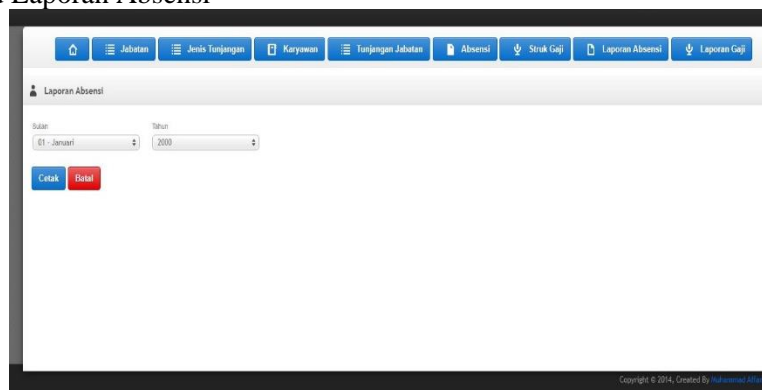 Laporan Absensi
Jabatan Jenis Tunjangan Karyawan Tunjangan Jabatan Absensi Struk Gaji Laporan Absensi Laporan Gaji
Laporan Absensi
Bulan Tahun
01 - Januari 2000
Cetak Batal
Copyright © 2014, Created By Muhammad